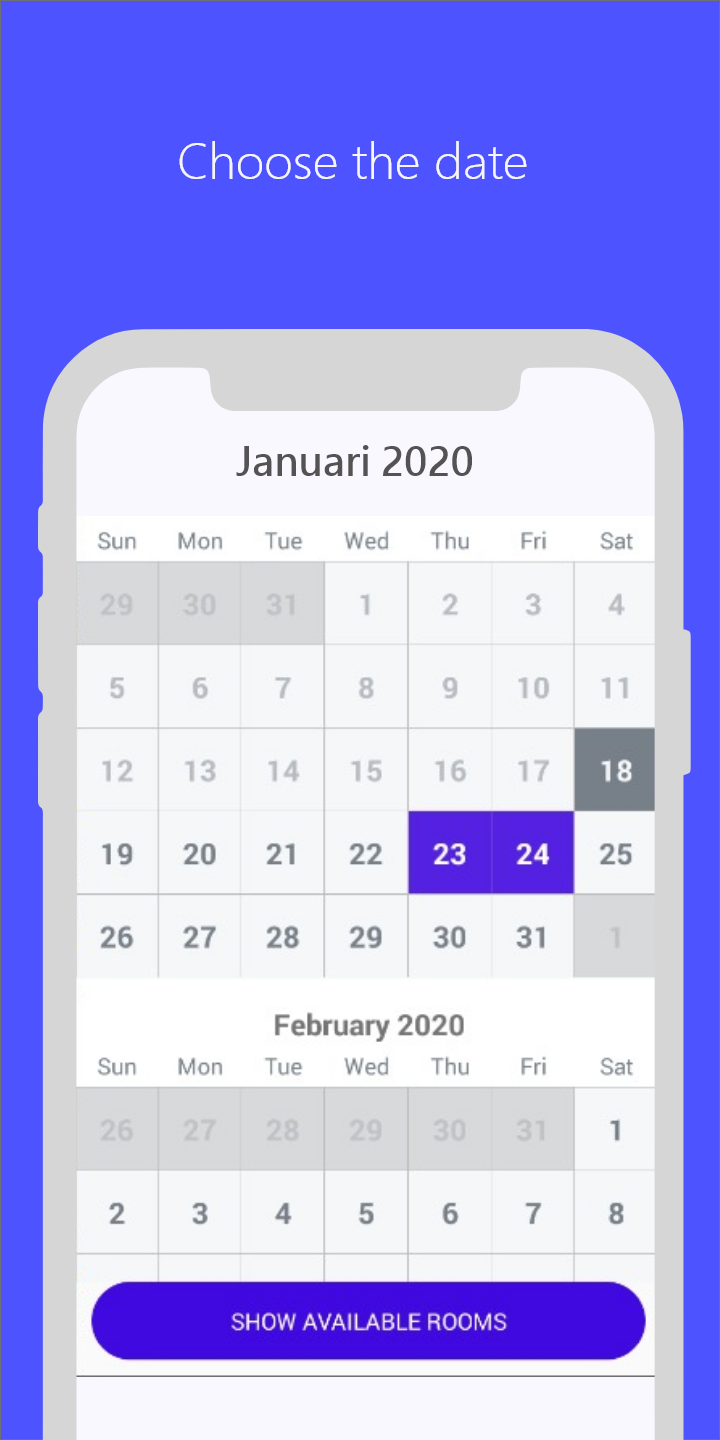 Choose the date
Januari 2020
Sun Mon Tue Wed Thu Fri Sat
29 30 31 1 2 3 4
5 6 7 8 9 10 11
12 13 14 15 16 17 18
19 20 21 22 23 24 25
26 27 28 29 30 31 1
February 2020
Sun Mon Tue Wed Thu Fri Sat
26 27 28 29 30 31 1
2 3 4 5 6 7 8
SHOW AVAILABLE ROOMS